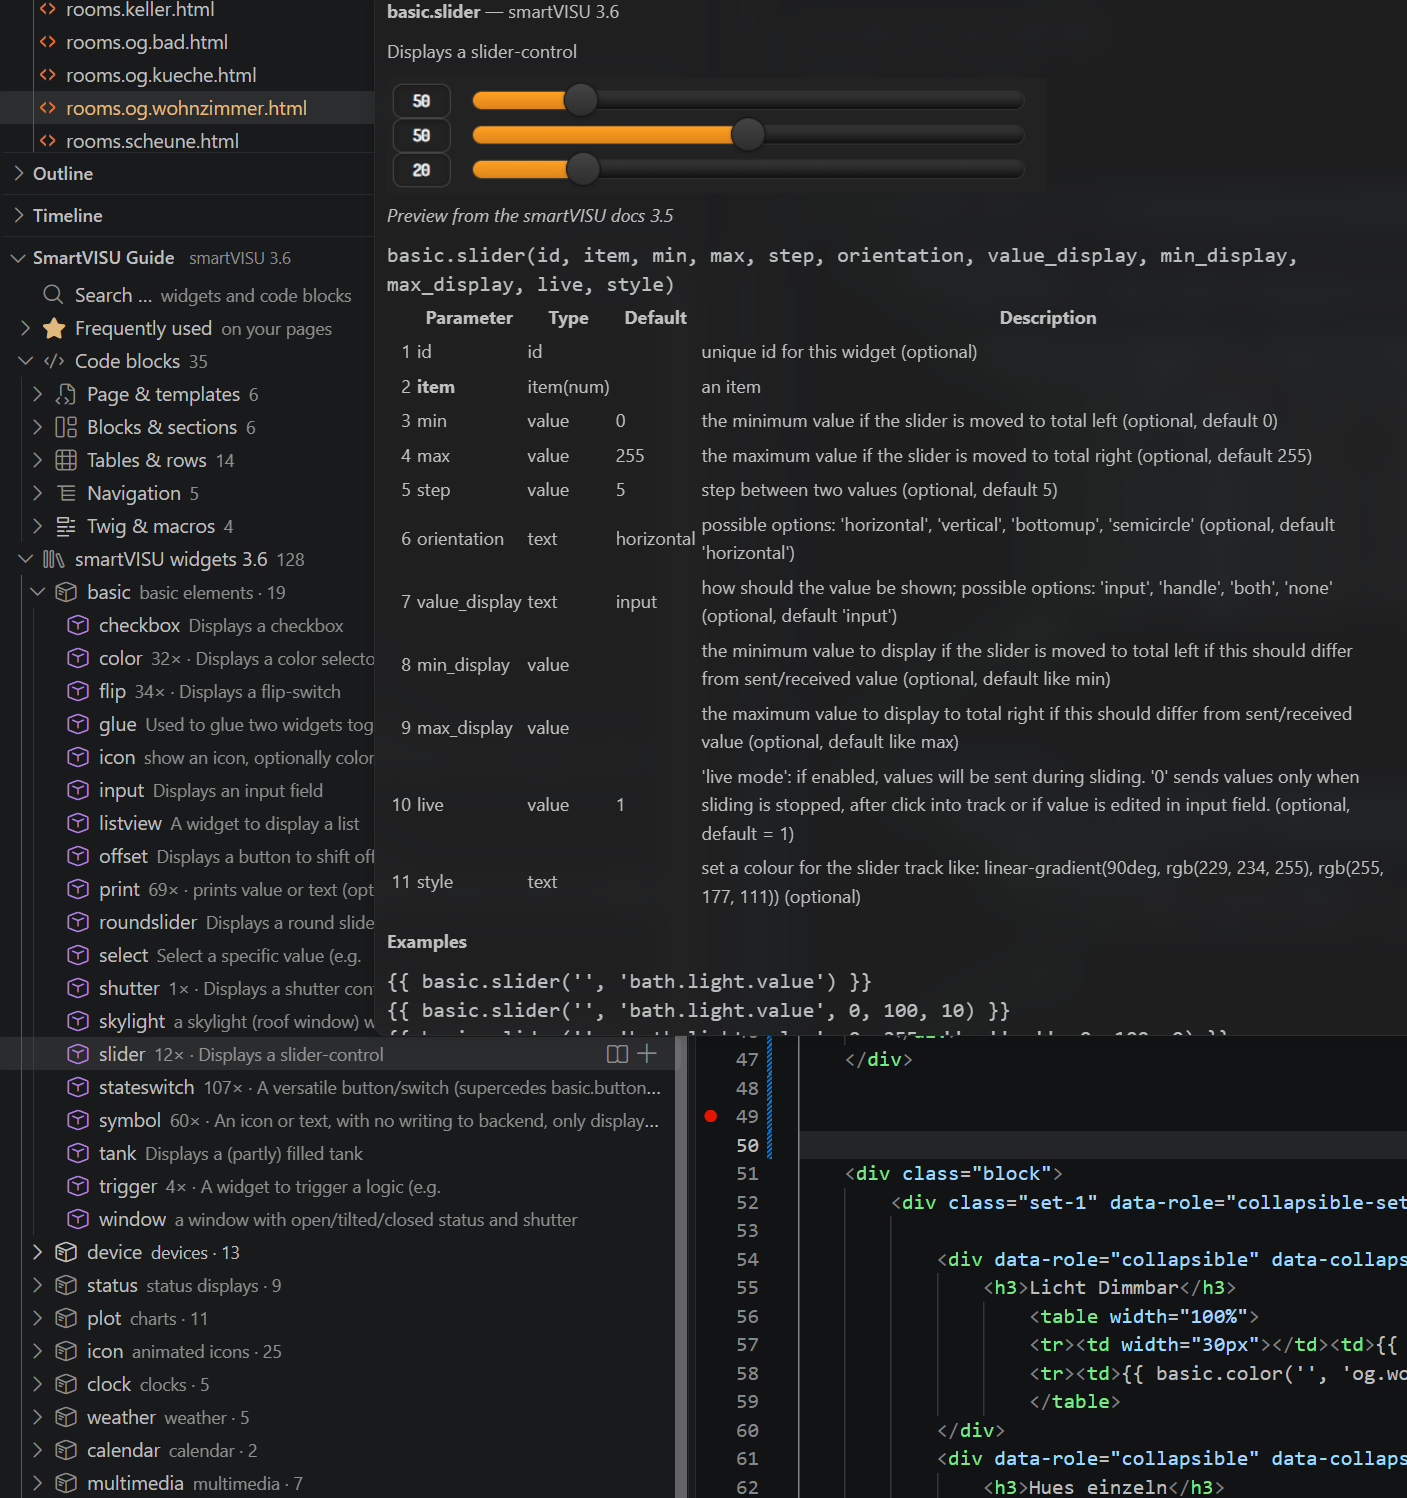 rooms.keller.html
rooms.og.bad.html
rooms.og.kueche.html
rooms.og.wohnzimmer.html
rooms.scheune.html
Outline
Timeline
SmartVISU Guide smartVISU 3.6
Search ... widgets and code blocks
Frequently used on your pages
Code blocks 35
Page & templates 6
Blocks & sections 6
Tables & rows 14
Navigation 5
Twig & macros 4
smartVISU widgets 3.6 128
basic basic elements · 19
checkbox Displays a checkbox
color 32× · Displays a color selecto
flip 34× · Displays a flip-switch
glue Used to glue two widgets tog
icon show an icon, optionally color
input Displays an input field
listview A widget to display a list
offset Displays a button to shift off
print 69× · prints value or text (opt
roundslider Displays a round slide
select Select a specific value (e.g.
shutter 1× · Displays a shutter con
skylight a skylight (roof window) w
slider 12× · Displays a slider-control
stateswitch 107× · A versatile button/switch (supercedes basic.button...
symbol 60× · An icon or text, with no writing to backend, only display...
tank Displays a (partly) filled tank
trigger 4× · A widget to trigger a logic (e.g.
window a window with open/tilted/closed status and shutter
device devices · 13
status status displays · 9
plot charts · 11
icon animated icons · 25
clock clocks · 5
weather weather · 5
calendar calendar · 2
multimedia multimedia · 7
basic.slider — smartVISU 3.6
Displays a slider-control
50
50
20
Preview from the smartVISU docs 3.5
basic.slider(id, item, min, max, step, orientation, value_display, min_display,
max_display, live, style)
Parameter Type Default Description
1 id id unique id for this widget (optional)
2 item item(num) an item
3 min value 0 the minimum value if the slider is moved to total left (optional, default 0)
4 max value 255 the maximum value if the slider is moved to total right (optional, default 255)
5 step value 5 step between two values (optional, default 5)
6 orientation text horizontal possible options: 'horizontal', 'vertical', 'bottomup', 'semicircle' (optional, default
'horizontal')
7 value_display text input how should the value be shown; possible options: 'input', 'handle', 'both', 'none'
(optional, default 'input')
8 min_display value the minimum value to display if the slider is moved to total left if this should differ
from sent/received value (optional, default like min)
9 max_display value the maximum value to display to total right if this should differ from sent/received
value (optional, default like max)
10 live value 1 'live mode': if enabled, values will be sent during sliding. '0' sends values only when
sliding is stopped, after click into track or if value is edited in input field. (optional,
default = 1)
11 style text set a colour for the slider track like: linear-gradient(90deg, rgb(229, 234, 255), rgb(255,
177, 111)) (optional)
Examples
{{ basic.slider('', 'bath.light.value') }}
{{ basic.slider('', 'bath.light.value', 0, 100, 10) }}
47 </div>
48
49
50
51 <div class="block">
52 <div class="set-1" data-role="collapsible-set
53
54 <div data-role="collapsible" data-collaps
55 <h3>Licht Dimmbar</h3>
56 <table width="100%">
57 <tr><td width="30px"></td><td>{{
58 <tr><td>{{ basic.color('', 'og.wo
59 </table>
60 </div>
61 <div data-role="collapsible" data-collaps
62 <h3>Hues einzeln</h3>